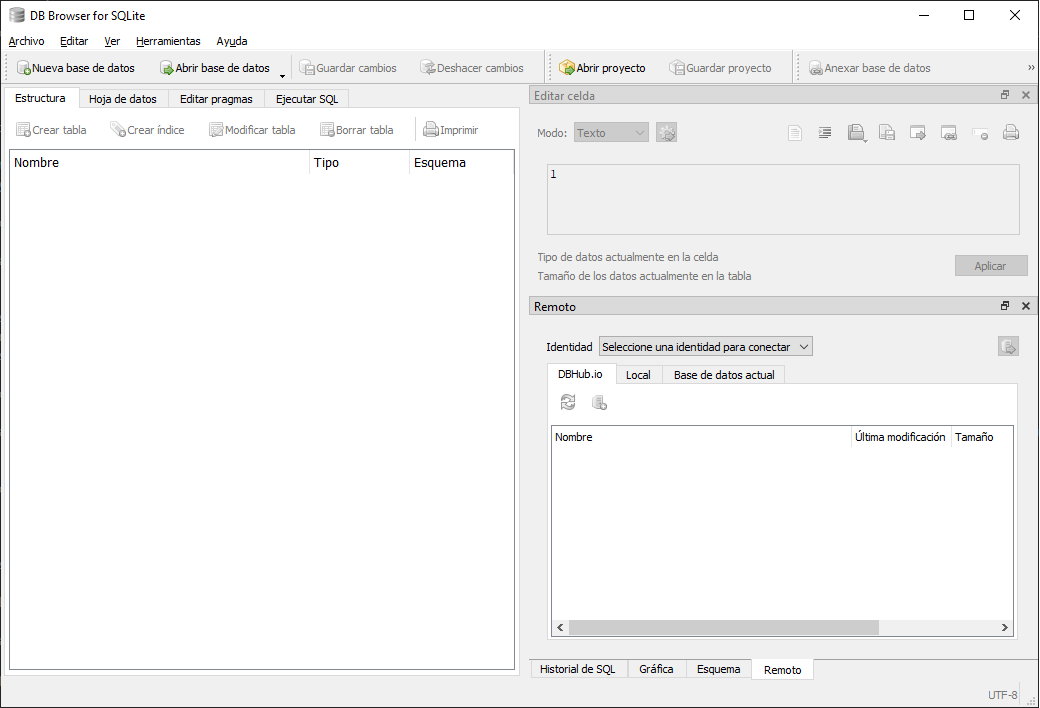 DB Browser for SQLite
Archivo Editar Ver Herramientas Ayuda
Nueva base de datos Abrir base de datos Guardar cambios Deshacer cambios Abrir proyecto Guardar proyecto Anexar base de datos »
Estructura Hoja de datos Editar pragmas Ejecutar SQL
Crear tabla Crear índice Modificar tabla Borrar tabla Imprimir
Nombre Tipo Esquema
Editar celda
Modo: Texto
1
Tipo de datos actualmente en la celda
Tamaño de los datos actualmente en la tabla
Aplicar
Remoto
Identidad Seleccione una identidad para conectar
DBHub.io Local Base de datos actual
Nombre Última modificación Tamaño
Historial de SQL Gráfica Esquema Remoto
UTF-8